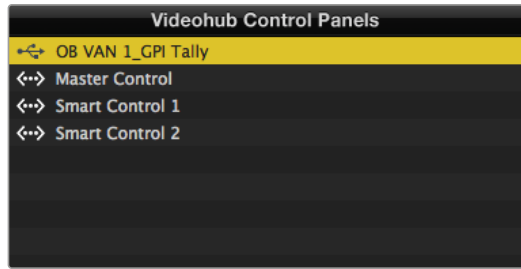 Videohub Control Panels
OB VAN 1_GPI Tally
Master Control
Smart Control 1
Smart Control 2